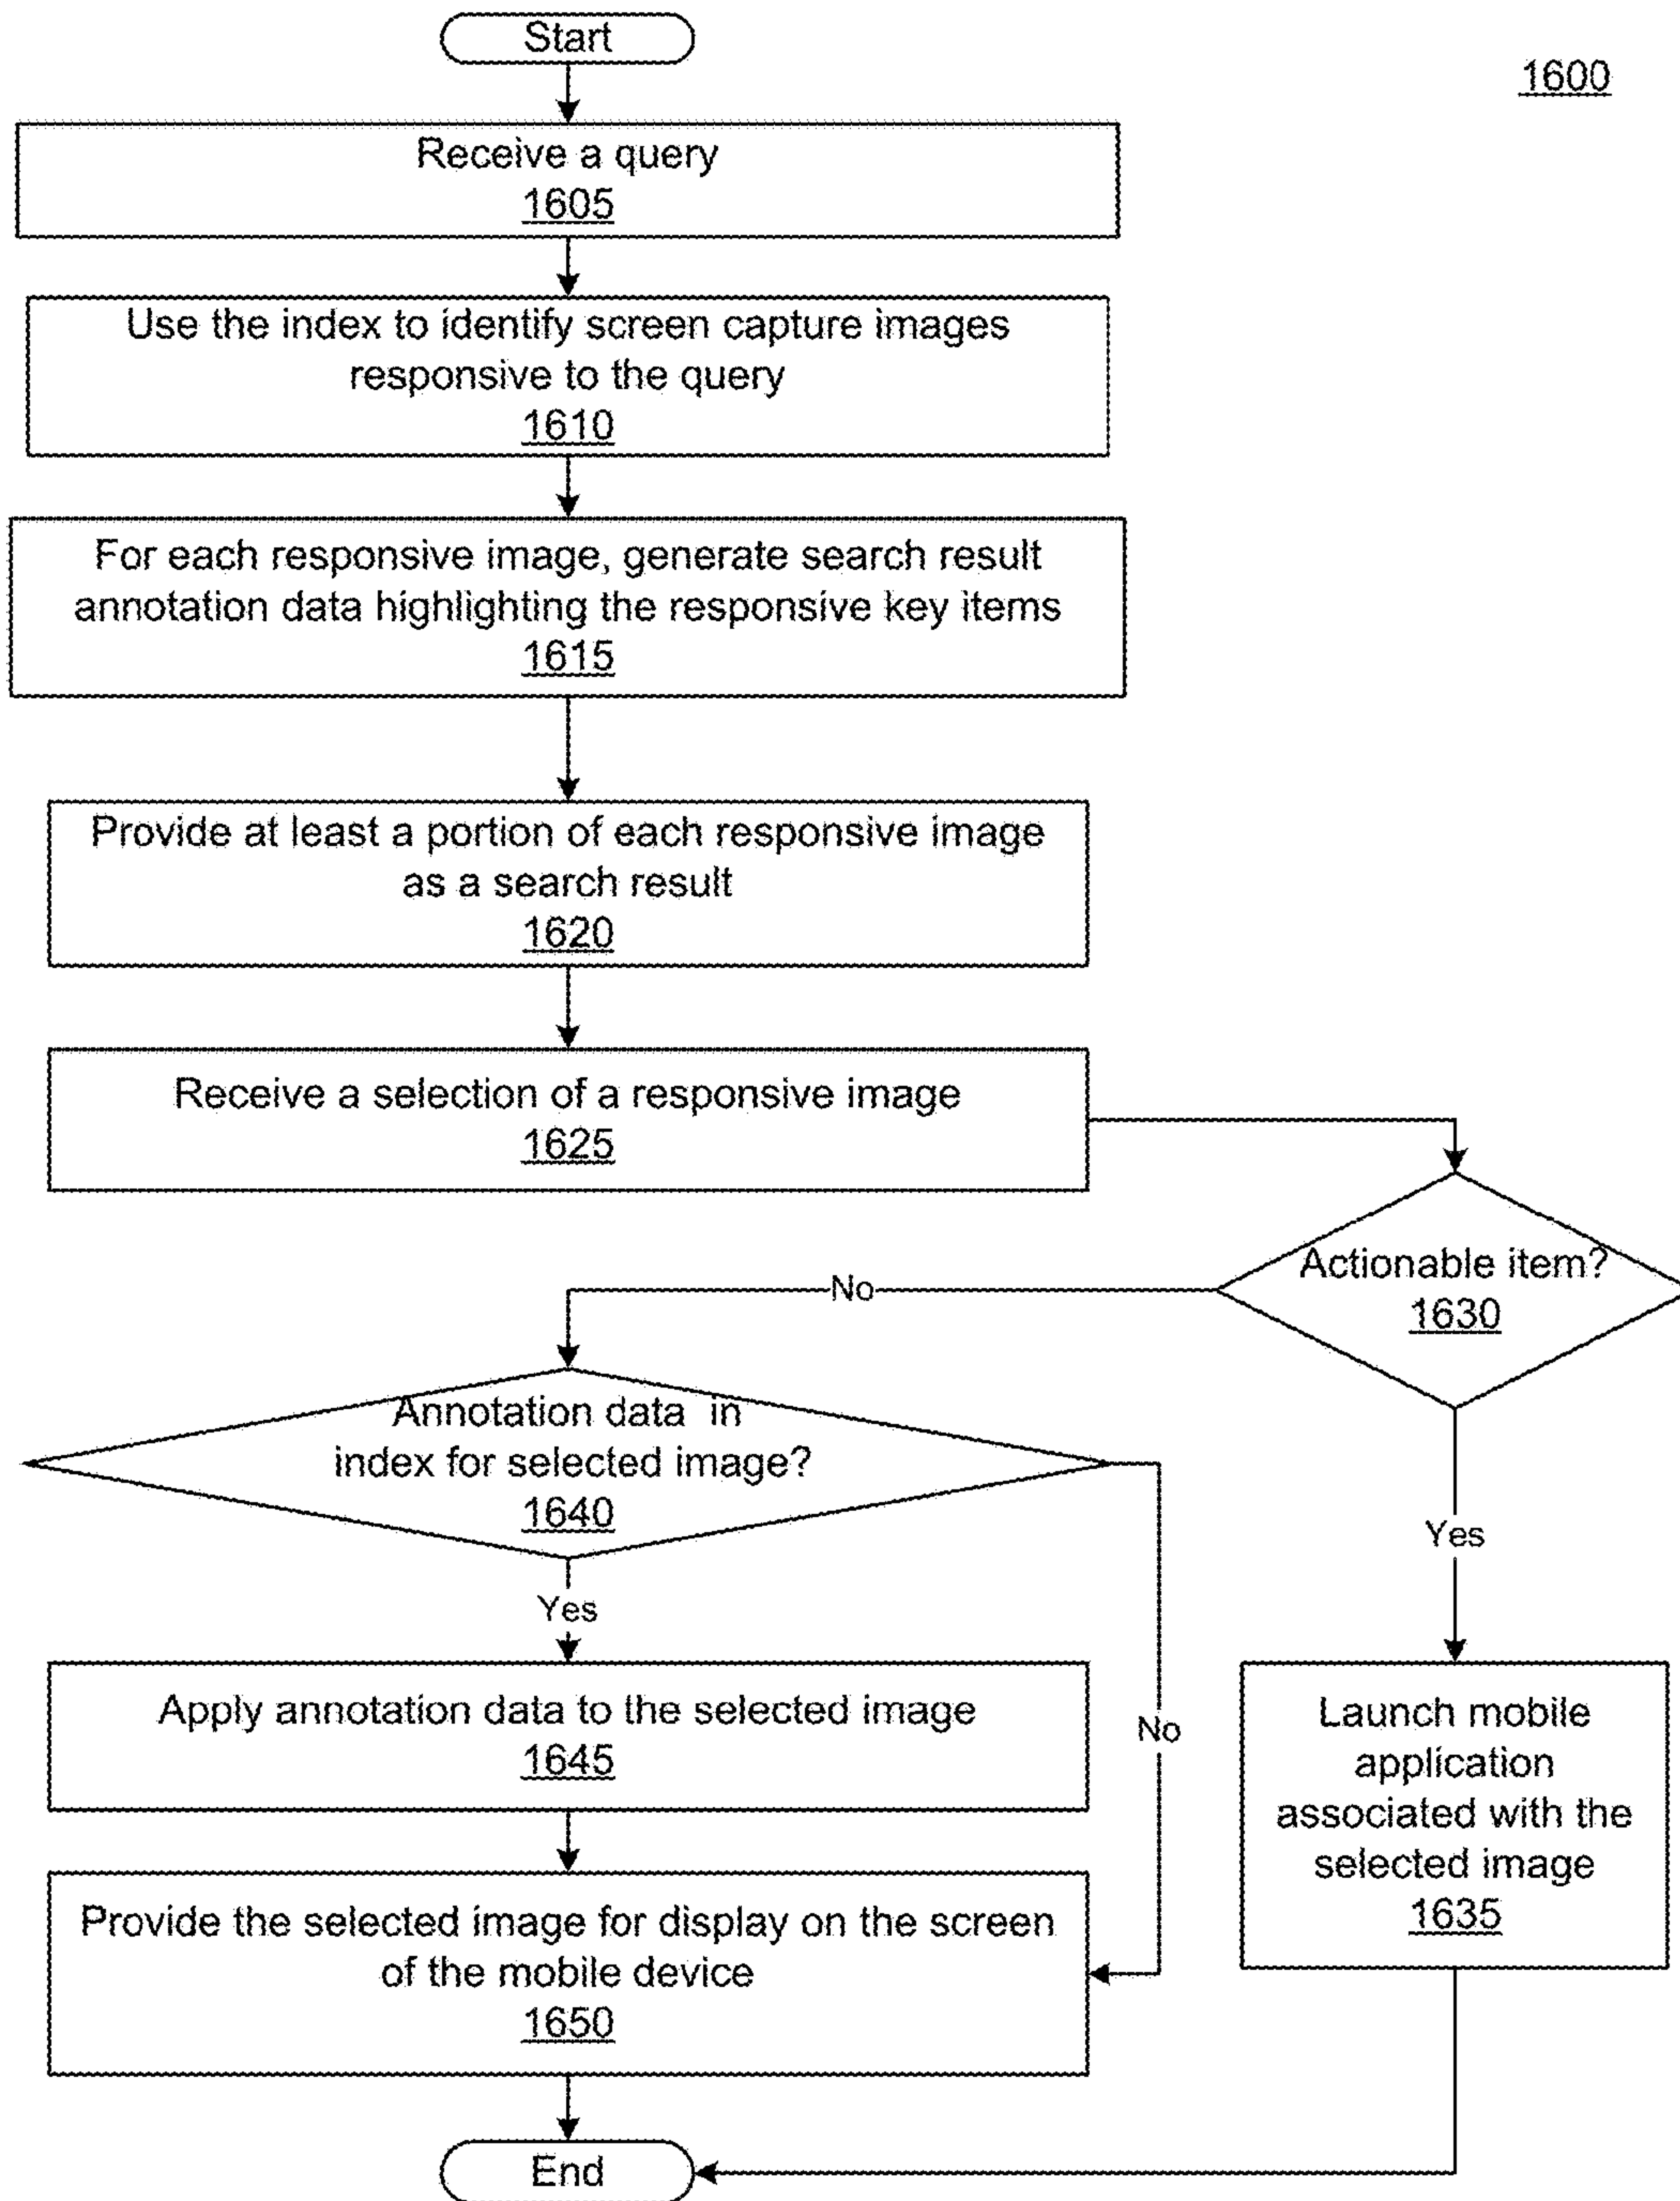 Start
1600
Receive a query
1605
Use the index to identify screen capture images
responsive to the query
1610
For each responsive image, generate search result
annotation data highlighting the responsive key items
1615
Provide at least a portion of each responsive image
as a search result
1620
Receive a selection of a responsive image
1625
Actionable item?
1630
No
Annotation data in
index for selected image?
1640
Yes
Yes
Apply annotation data to the selected image
1645
No
Launch mobile
application
associated with the
selected image
1635
Provide the selected image for display on the screen
of the mobile device
1650
End